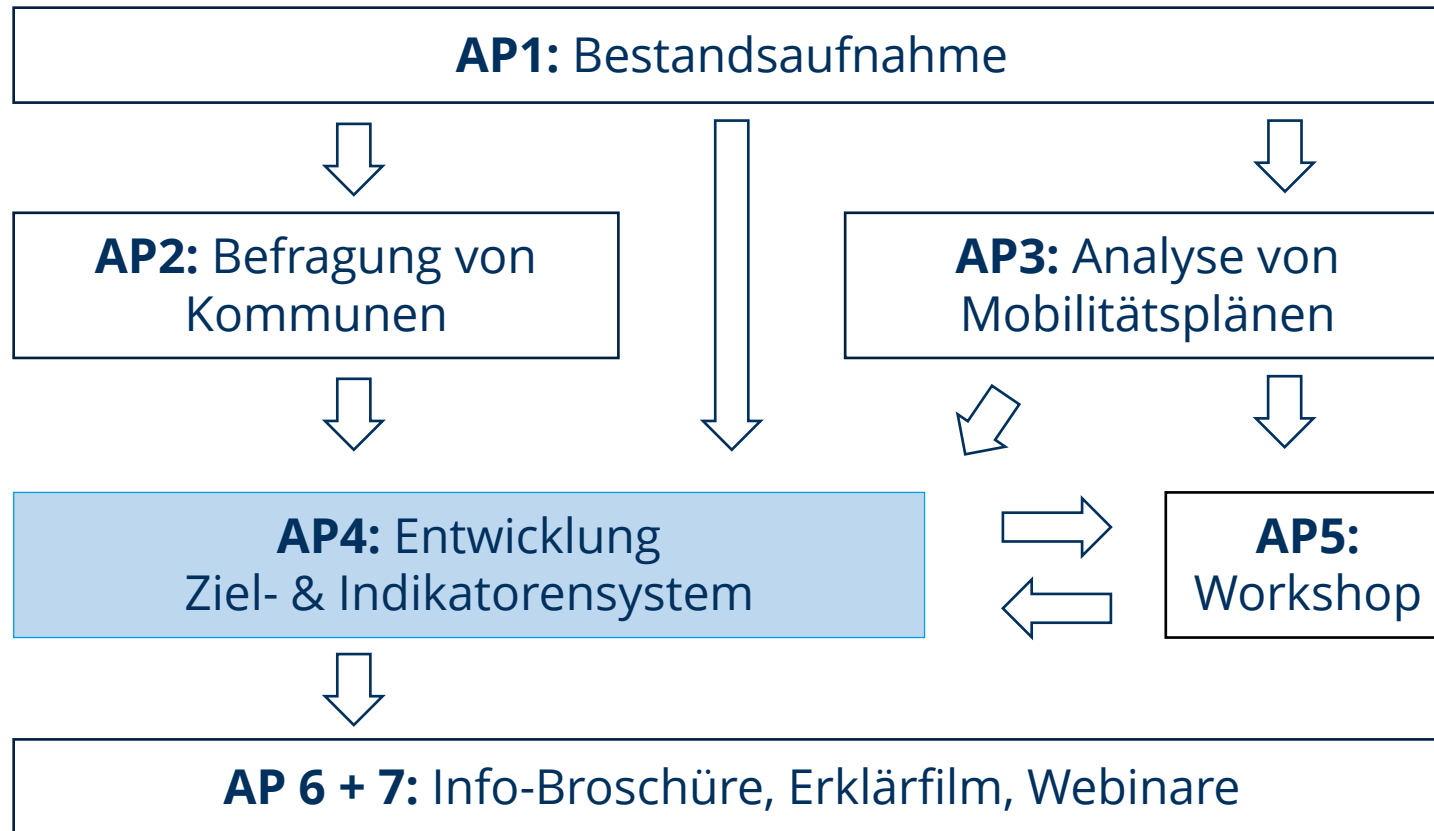 AP1: Bestandsaufnahme
AP2: Befragung von
Kommunen
AP3: Analyse von
Mobilitätsplänen
AP4: Entwicklung
Ziel- & Indikatorensystem
AP5:
Workshop
AP 6 + 7: Info-Broschüre, Erklärfilm, Webinare